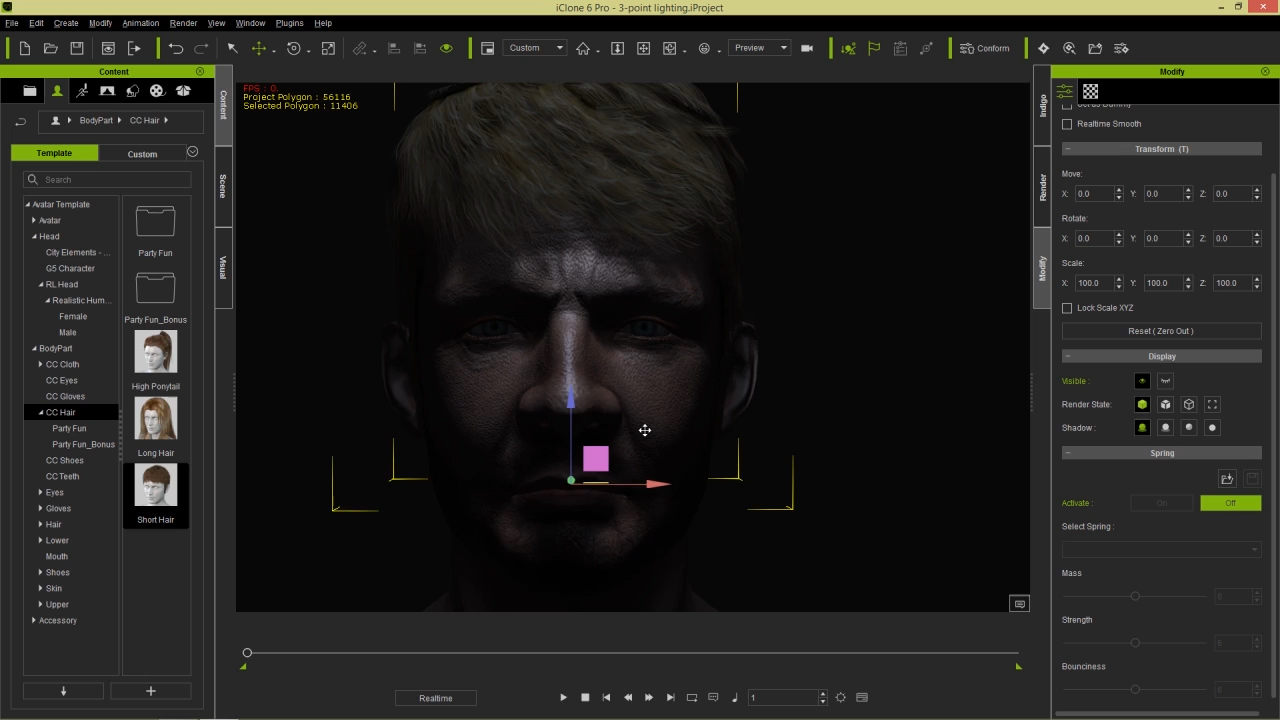 iClone 6 Pro - 3-point lighting.iProject
File Edit Create Modify Animation Render View Window Plugins Help
Custom
Preview
Conform
Content
BodyPart CC Hair
Template
Custom
Search
Avatar Template
Avatar
Head
City Elements - ...
G5 Character
RL Head
Realistic Hum...
Female
Male
BodyPart
CC Cloth
CC Eyes
CC Gloves
CC Hair
Party Fun
Party Fun_Bonus
CC Shoes
CC Teeth
Eyes
Gloves
Hair
Lower
Mouth
Shoes
Skin
Upper
Accessory
Party Fun
Party Fun_Bonus
High Ponytail
Long Hair
Short Hair
Content
Scene
Visual
FPS : 0.
Project Polygon : 56116
Selected Polygon : 11406
Realtime
1
Indigo
Render
Modify
Modify
Realtime Smooth
Transform (T)
Move:
X: 0.0 Y: 0.0 Z: 0.0
Rotate:
X: 0.0 Y: 0.0 Z: 0.0
Scale:
X: 100.0 Y: 100.0 Z: 100.0
Lock Scale XYZ
Reset ( Zero Out )
Display
Visible :
Render State:
Shadow :
Spring
Activate : On Off
Select Spring :
Mass
Strength
Bounciness